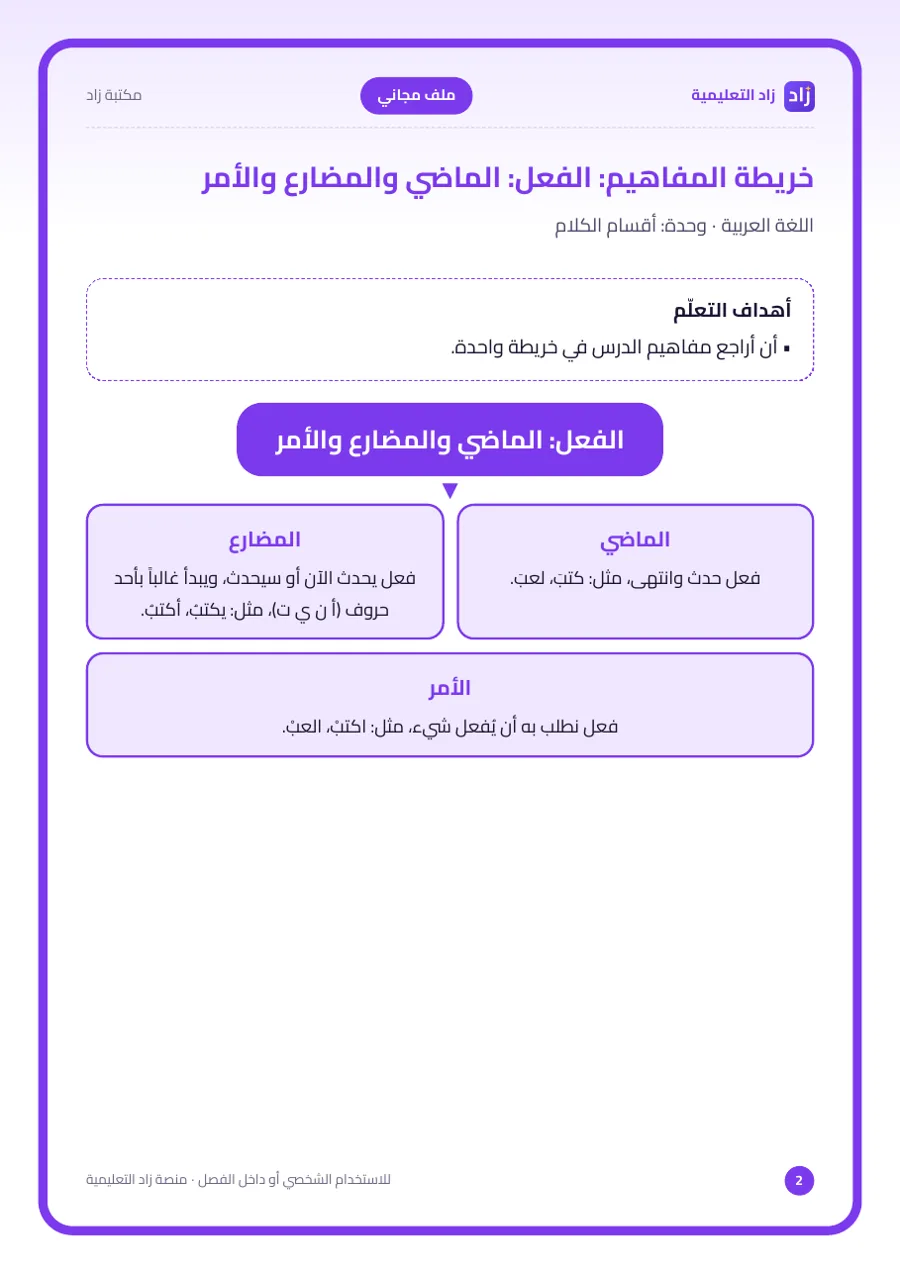 زاد
زاد التعليمية
ملف مجاني
مكتبة زاد
خريطة المفاهيم: الفعل: الماضي والمضارع والأمر
اللغة العربية · وحدة: أقسام الكلام
أهداف التعلّم
▪ أن أراجع مفاهيم الدرس في خريطة واحدة.
الفعل: الماضي والمضارع والأمر
الماضي
فعل حدث وانتهى، مثل: كتبَ، لعبَ.
المضارع
فعل يحدث الآن أو سيحدث، ويبدأ غالباً بأحد
حروف (أ ن ي ت)، مثل: يكتبُ، أكتبُ.
الأمر
فعل نطلب به أن يُفعل شيء، مثل: اكتبْ، العبْ.
للاستخدام الشخصي أو داخل الفصل · منصة زاد التعليمية
2